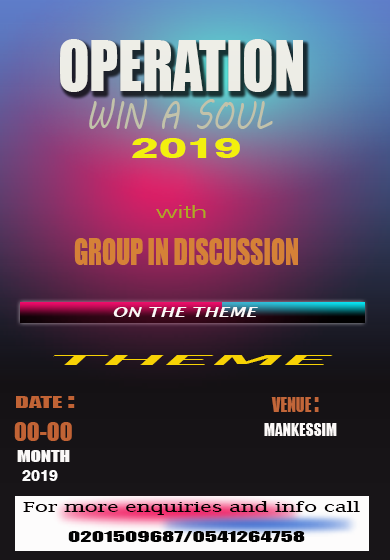 OPERATION
WIN A SOUL
2019
with
GROUP IN DISCUSSION
ON THE THEME
THEME
DATE :
00-00
MONTH
2019
VENUE :
MANKESSIM
For more enquiries and info call
0201509687/0541264758